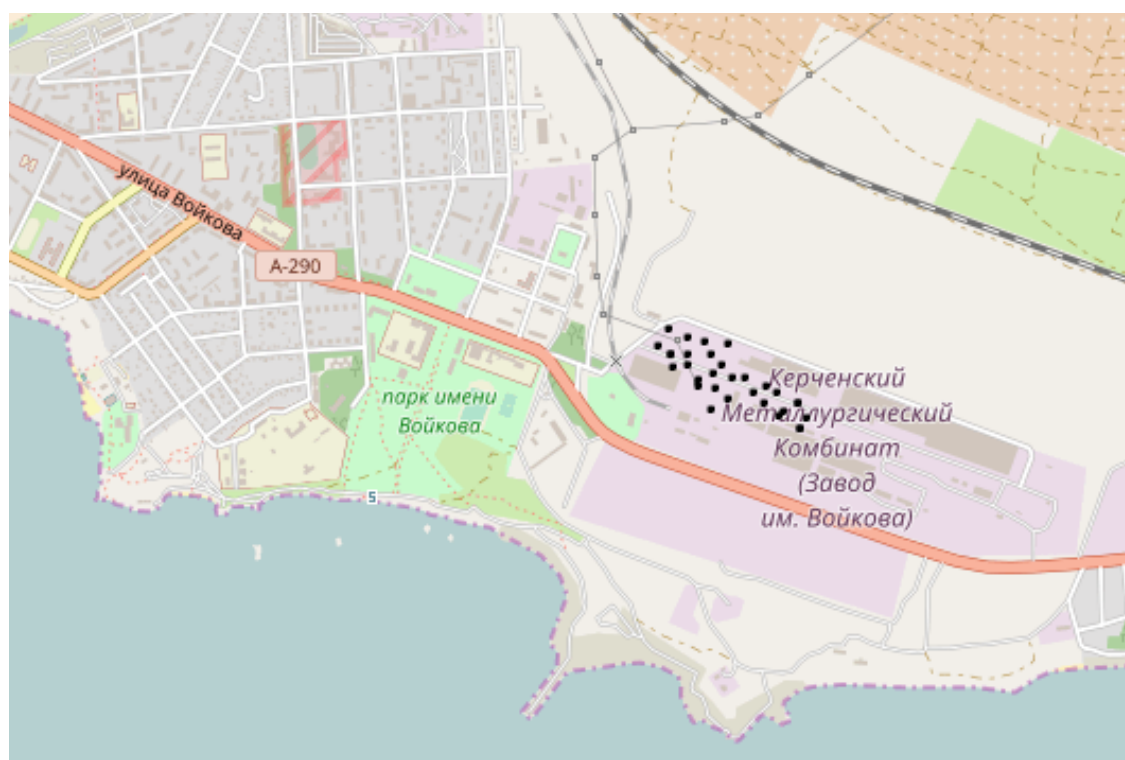 улица Войкова
А-290
парк имени
Войкова
5
Керченский
Металлургический
Комбинат
(Завод
им. Войкова)